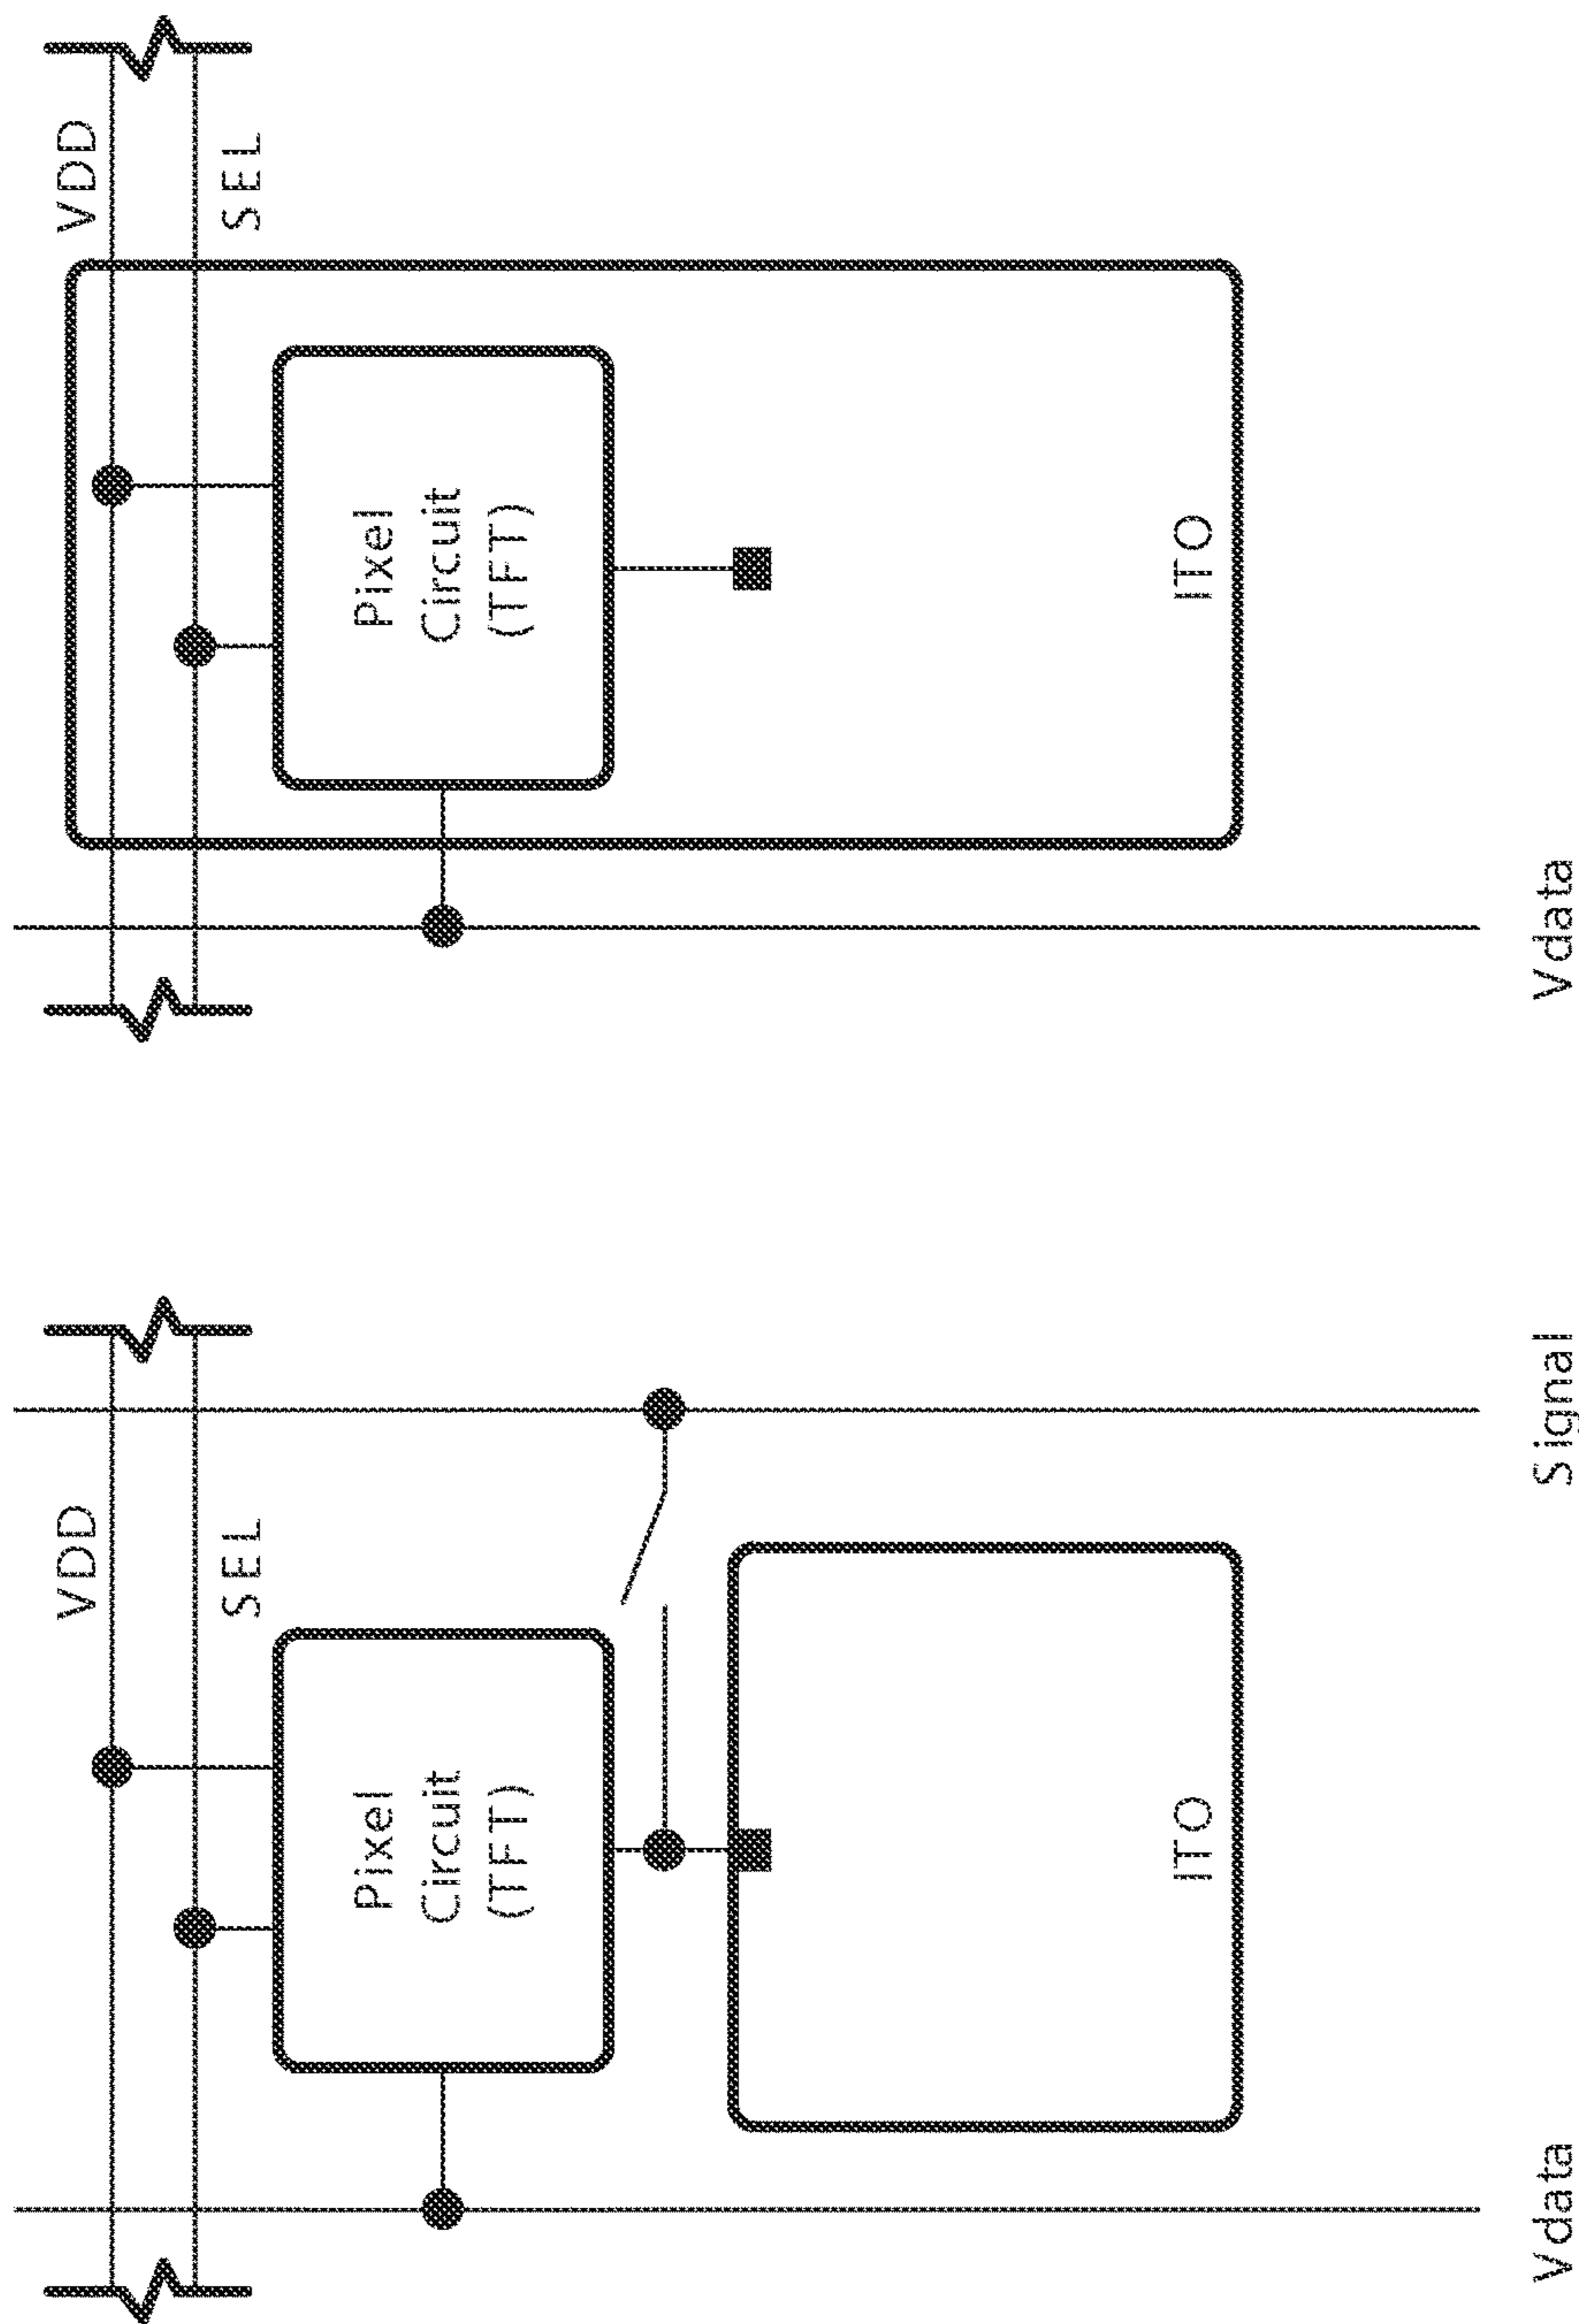 VDD
SEL
Pixel
Circuit
(TFT)
ITO
Vdata
Signal
VDD
SEL
Pixel
Circuit
(TFT)
ITO
Vdata